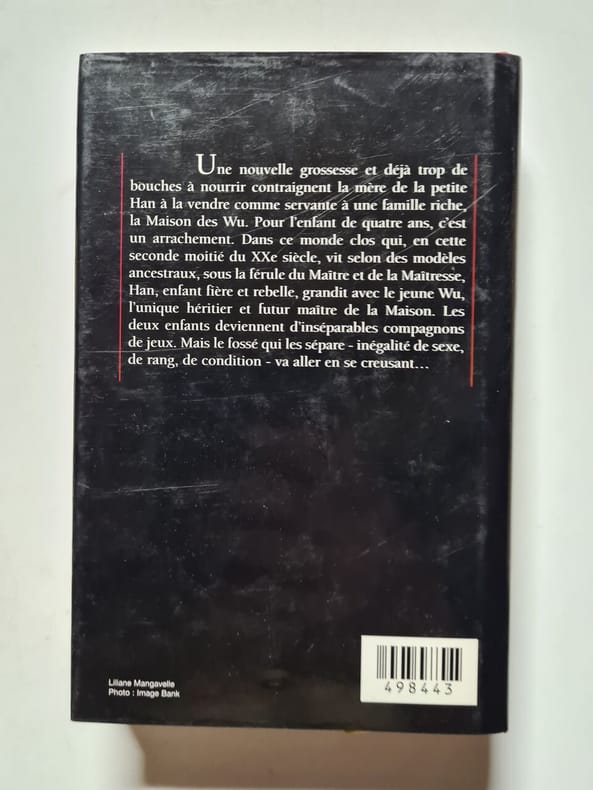 Une nouvelle grossesse et déjà trop de
bouches à nourrir contraignent la mère de la petite
Han à la vendre comme servante à une famille riche,
la Maison des Wu. Pour l'enfant de quatre ans, c'est
un arrachement. Dans ce monde clos qui, en cette
seconde moitié du XXe siècle, vit selon des modèles
ancestraux, sous la férule du Maître et de la Maîtresse,
Han, enfant fière et rebelle, grandit avec le jeune Wu,
l'unique héritier et futur maître de la Maison. Les
deux enfants deviennent d'inséparables compagnons
de jeux. Mais le fossé qui les sépare - inégalité de sexe,
de rang, de condition - va aller en se creusant...
Liliane Mangavelle
Photo : Image Bank
498443